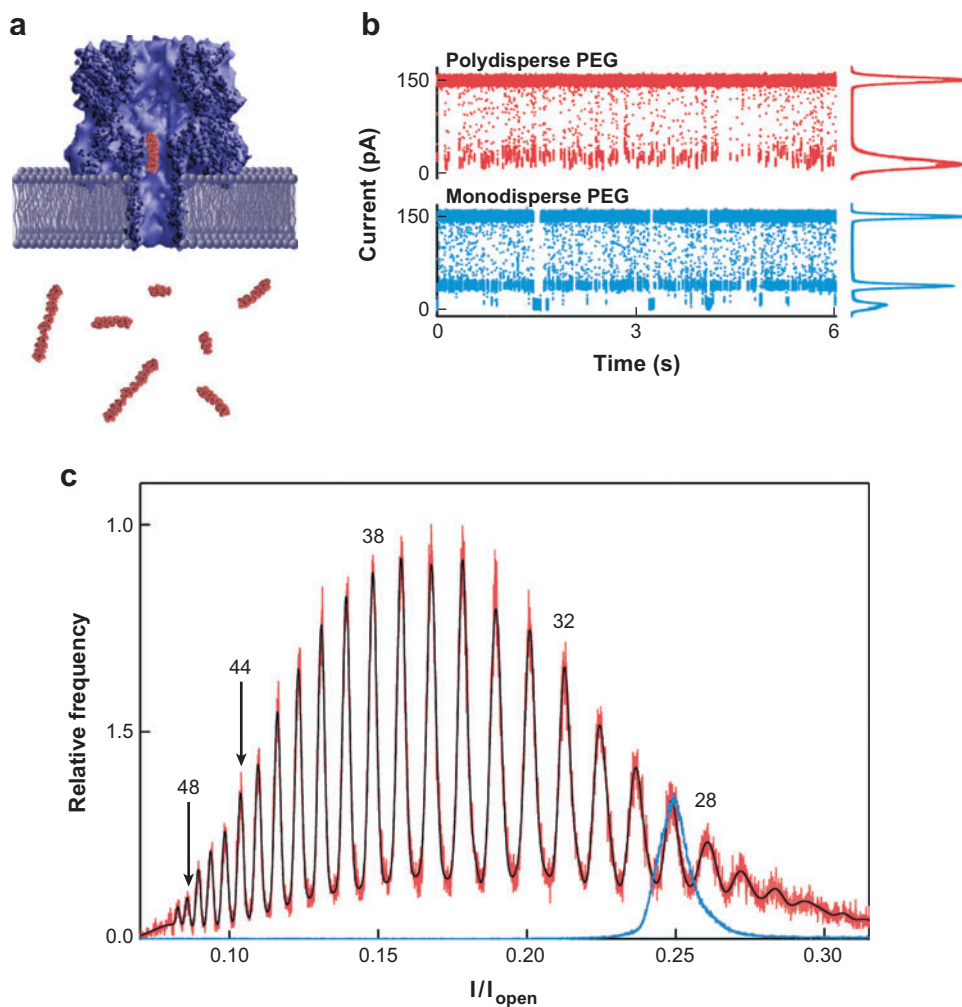 a
b
Polydisperse PEG
150
0
Monodisperse PEG
150
0
Current (pA)
0
3
6
Time (s)
c
1.0
1.5
0.0
Relative frequency
48
44
38
32
28
0.10
0.15
0.20
0.25
0.30
I/Iopen